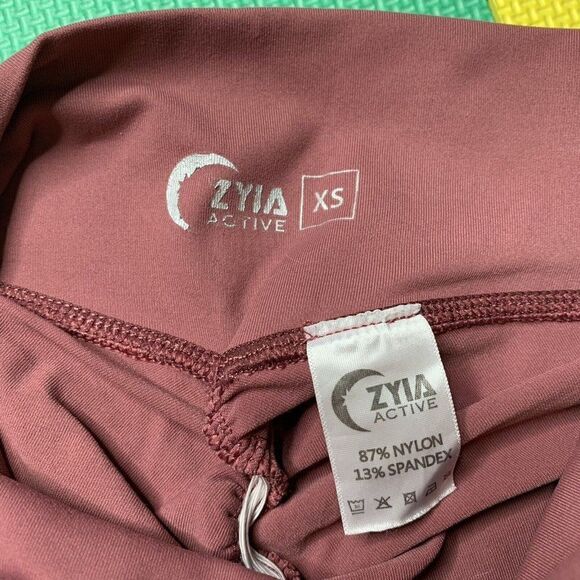 ZYIA
ACTIVE
XS
ZYIA
ACTIVE
87% NYLON
13% SPANDEX